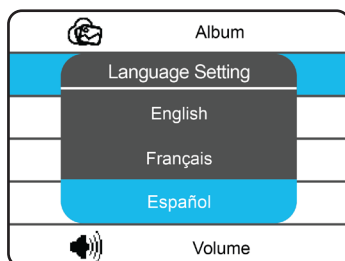 Album
Language Setting
English
Français
Español
Volume